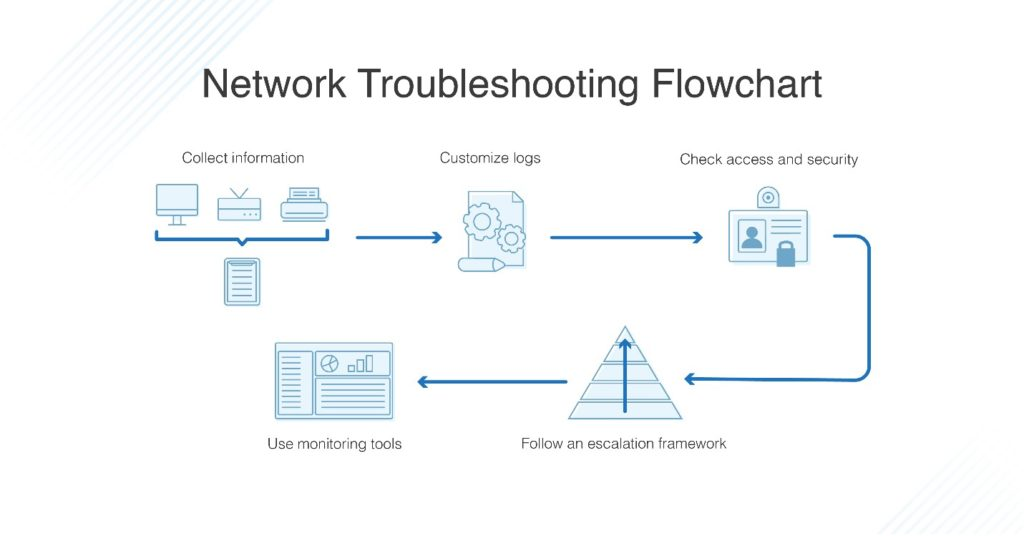 Network Troubleshooting Flowchart
Collect information
Customize logs
Check access and security
Use monitoring tools
Follow an escalation framework